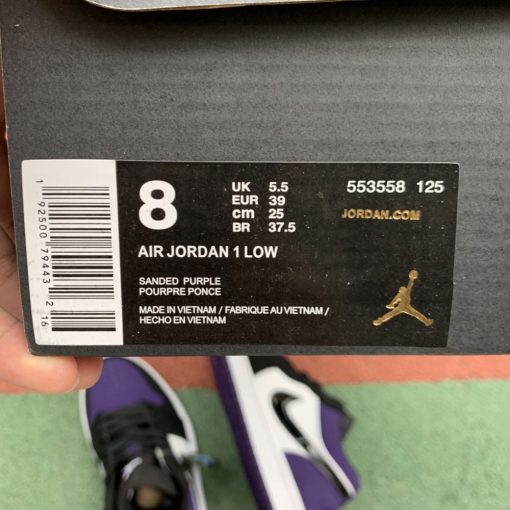 8
UK 5.5
EUR 39
cm 25
BR 37.5
553558 125
JORDAN.COM
AIR JORDAN 1 LOW
SANDED PURPLE
POURPRE PONCE
MADE IN VIETNAM / FABRIQUE AU VIETNAM /
HECHO EN VIETNAM
1 92500 79443 2 16